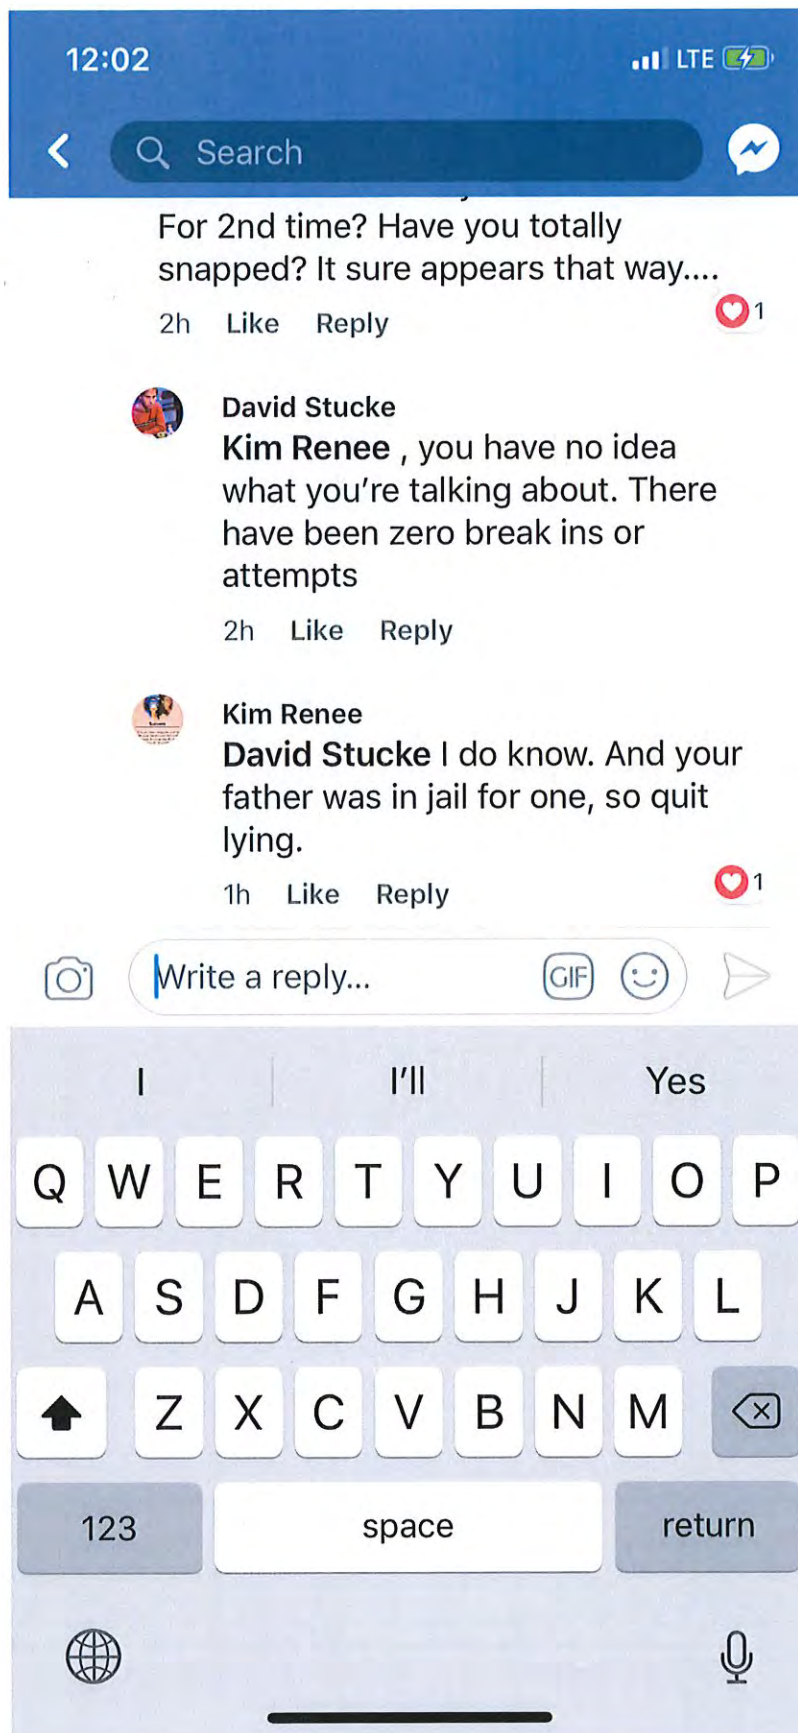 12:02 LTE
Search
For 2nd time? Have you totally
snapped? It sure appears that way....
2h Like Reply 1
David Stucke
Kim Renee , you have no idea
what you're talking about. There
have been zero break ins or
attempts
2h Like Reply
Kim Renee
David Stucke I do know. And your
father was in jail for one, so quit
lying.
1h Like Reply 1
Write a reply... GIF
I I'll Yes
Q W E R T Y U I O P
A S D F G H J K L
Z X C V B N M
123 space return